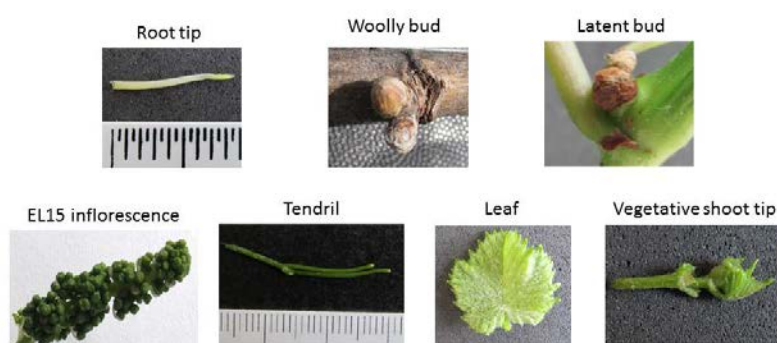 Root tip
Woolly bud
Latent bud
EL15 inflorescence
Tendril
Leaf
Vegetative shoot tip